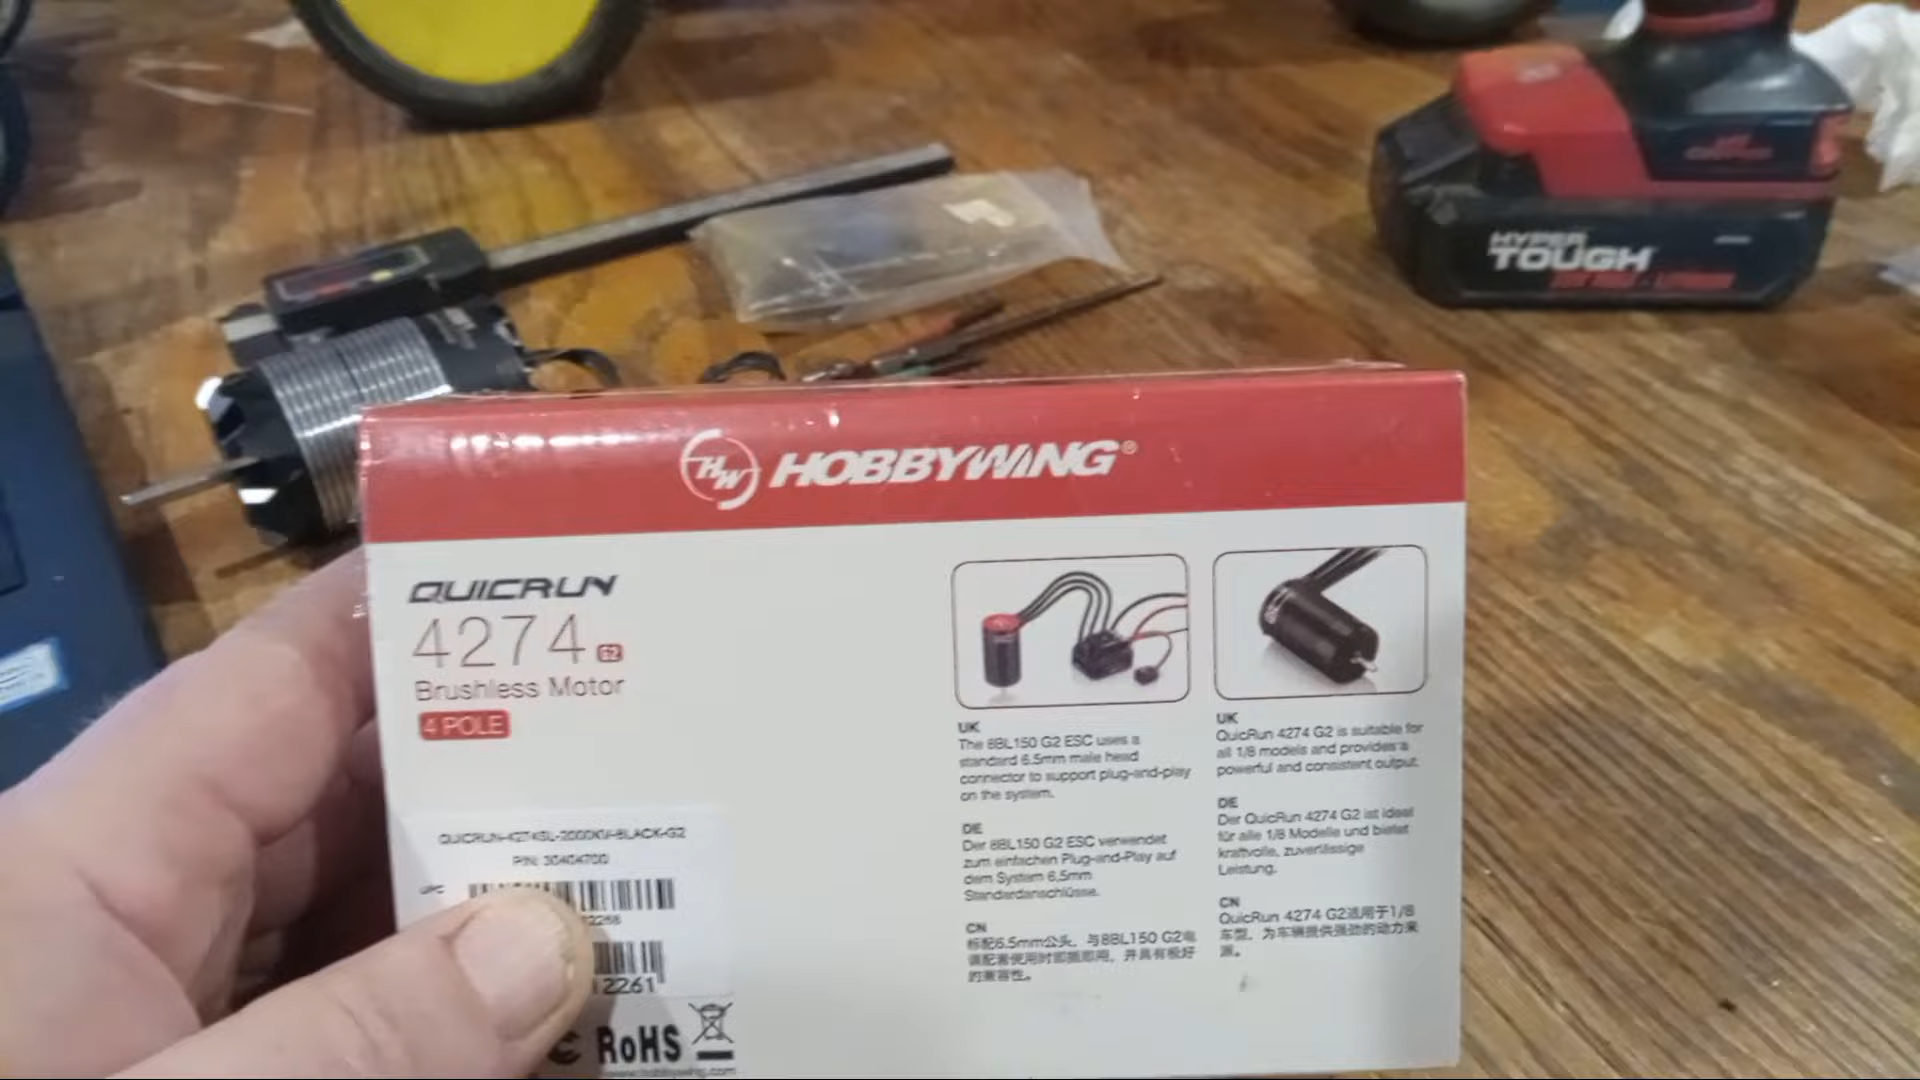 HYPER
TOUGH
HW HOBBYWING®
QUICRUN
4274 G2
Brushless Motor
4 POLE
QUICRUN-4274SL-2000KV-BLACK-G2
P/N: 30404700
UPC
2261
RoHS
www.hobbywing.com
UK
The 8BL150 G2 ESC uses a
standard 6.5mm male head
connector to support plug-and-play
on the system.
DE
Der 8BL150 G2 ESC verwendet
zum einfachen Plug-and-Play auf
dem System 6,5mm
Standardanschlüsse.
CN
标配6.5mm公头，与8BL150 G2电
调配套使用时即插即用，并具有极好
的兼容性。
UK
QuicRun 4274 G2 is suitable for
all 1/8 models and provides a
powerful and consistent output.
DE
Der QuicRun 4274 G2 ist ideal
für alle 1/8 Modelle und bietet
kraftvolle, zuverlässige
Leistung.
CN
QuicRun 4274 G2适用于1/8
车型，为车辆提供强劲的动力来
源。